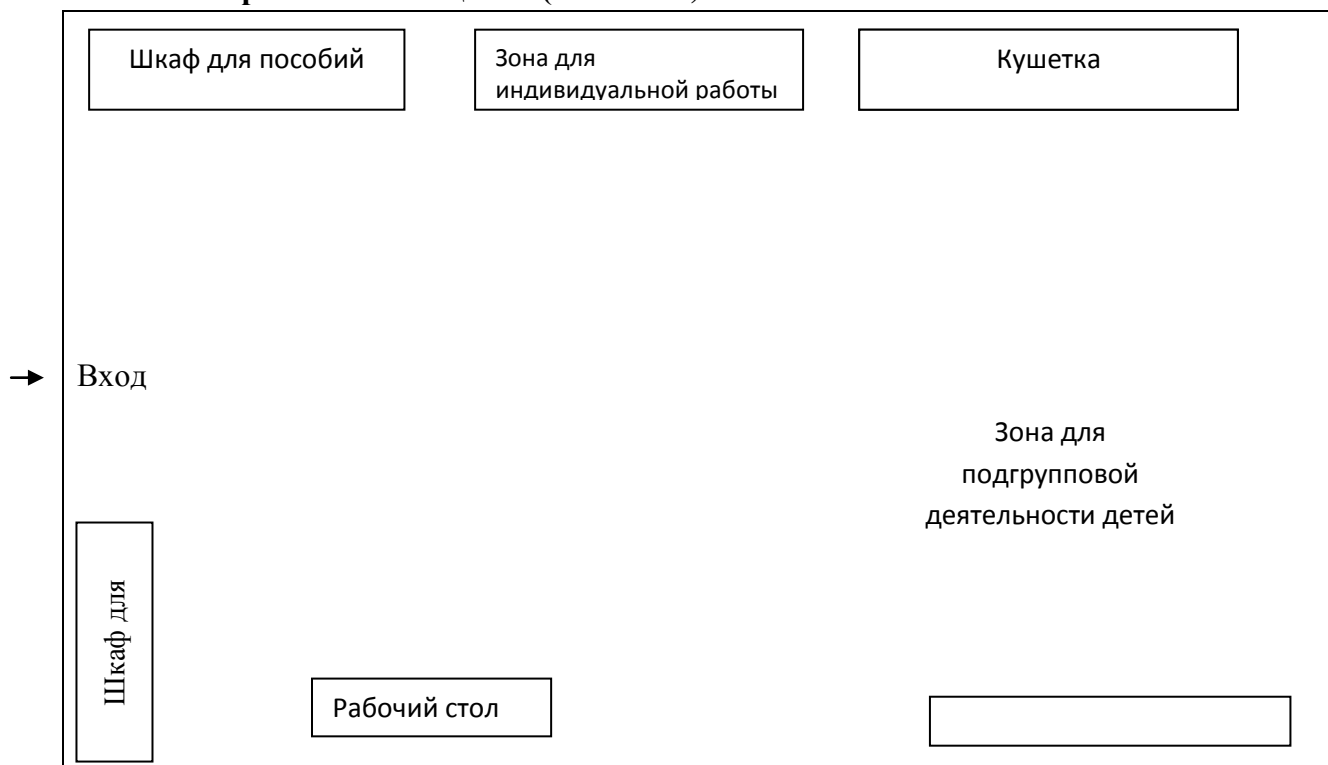 Шкаф для пособий
Зона для
индивидуальной работы
Кушетка
Вход
Зона для
подгрупповой
деятельности детей
Шкаф для
Рабочий стол